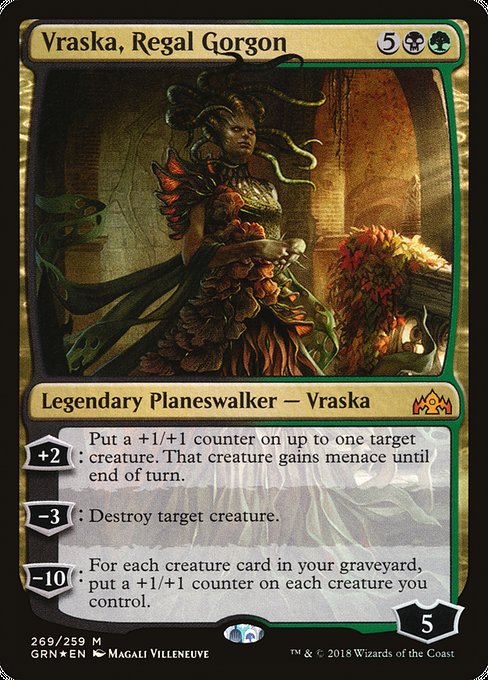 Vraska, Regal Gorgon 5
Legendary Planeswalker — Vraska
+2 : Put a +1/+1 counter on up to one target
creature. That creature gains menace until
end of turn.
−3 : Destroy target creature.
−10 : For each creature card in your graveyard,
put a +1/+1 counter on each creature you
control.
5
269/259 M
GRN★EN Magali Villeneuve
™ & © 2018 Wizards of the Coast